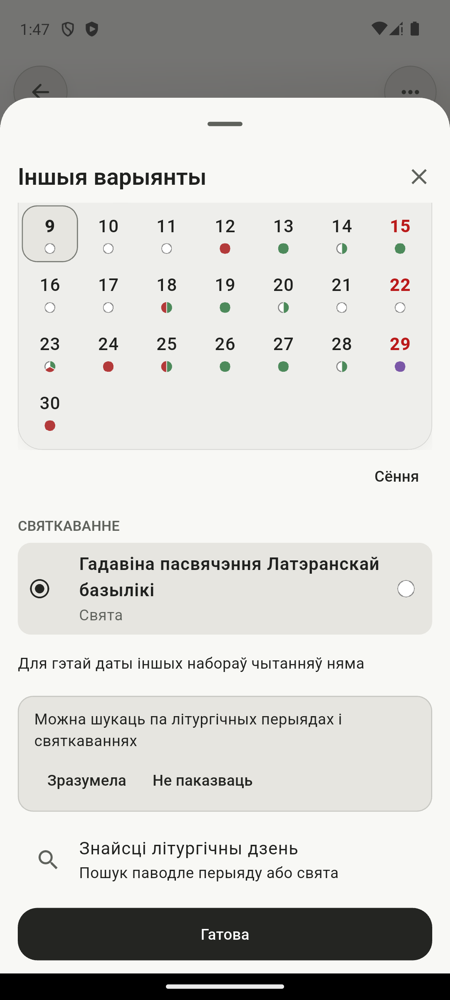 1:47
Іншыя варыянты
9 10 11 12 13 14 15
16 17 18 19 20 21 22
23 24 25 26 27 28 29
30
Сёння
СВЯТКАВАННЕ
Гадавіна пасвячэння Латэранскай
базылікі
Свята
Для гэтай даты іншых набораў чытанняў няма
Можна шукаць па літургічных перыядах і
святкаваннях
Зразумела Не паказваць
Знайсці літургічны дзень
Пошук паводле перыяду або свята
Гатова